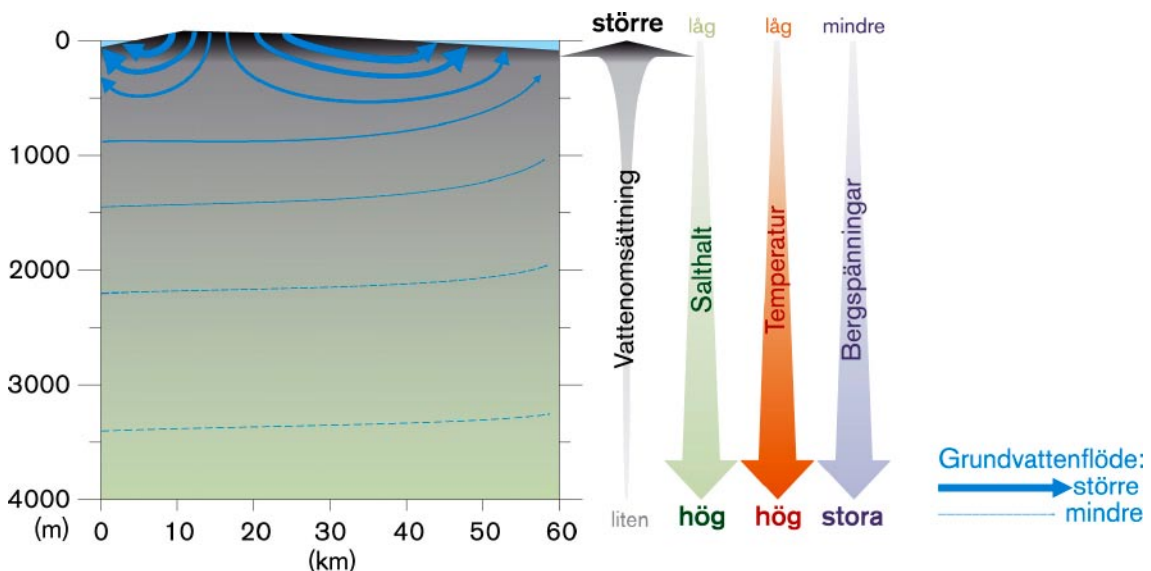 större
låg
låg
mindre
0
1000
2000
3000
4000
(m)
0
10
20
30
40
50
60
(km)
Vattenomsättning
Salthalt
Temperatur
Bergspänningar
liten
hög
hög
stora
Grundvattenflöde:
större
mindre